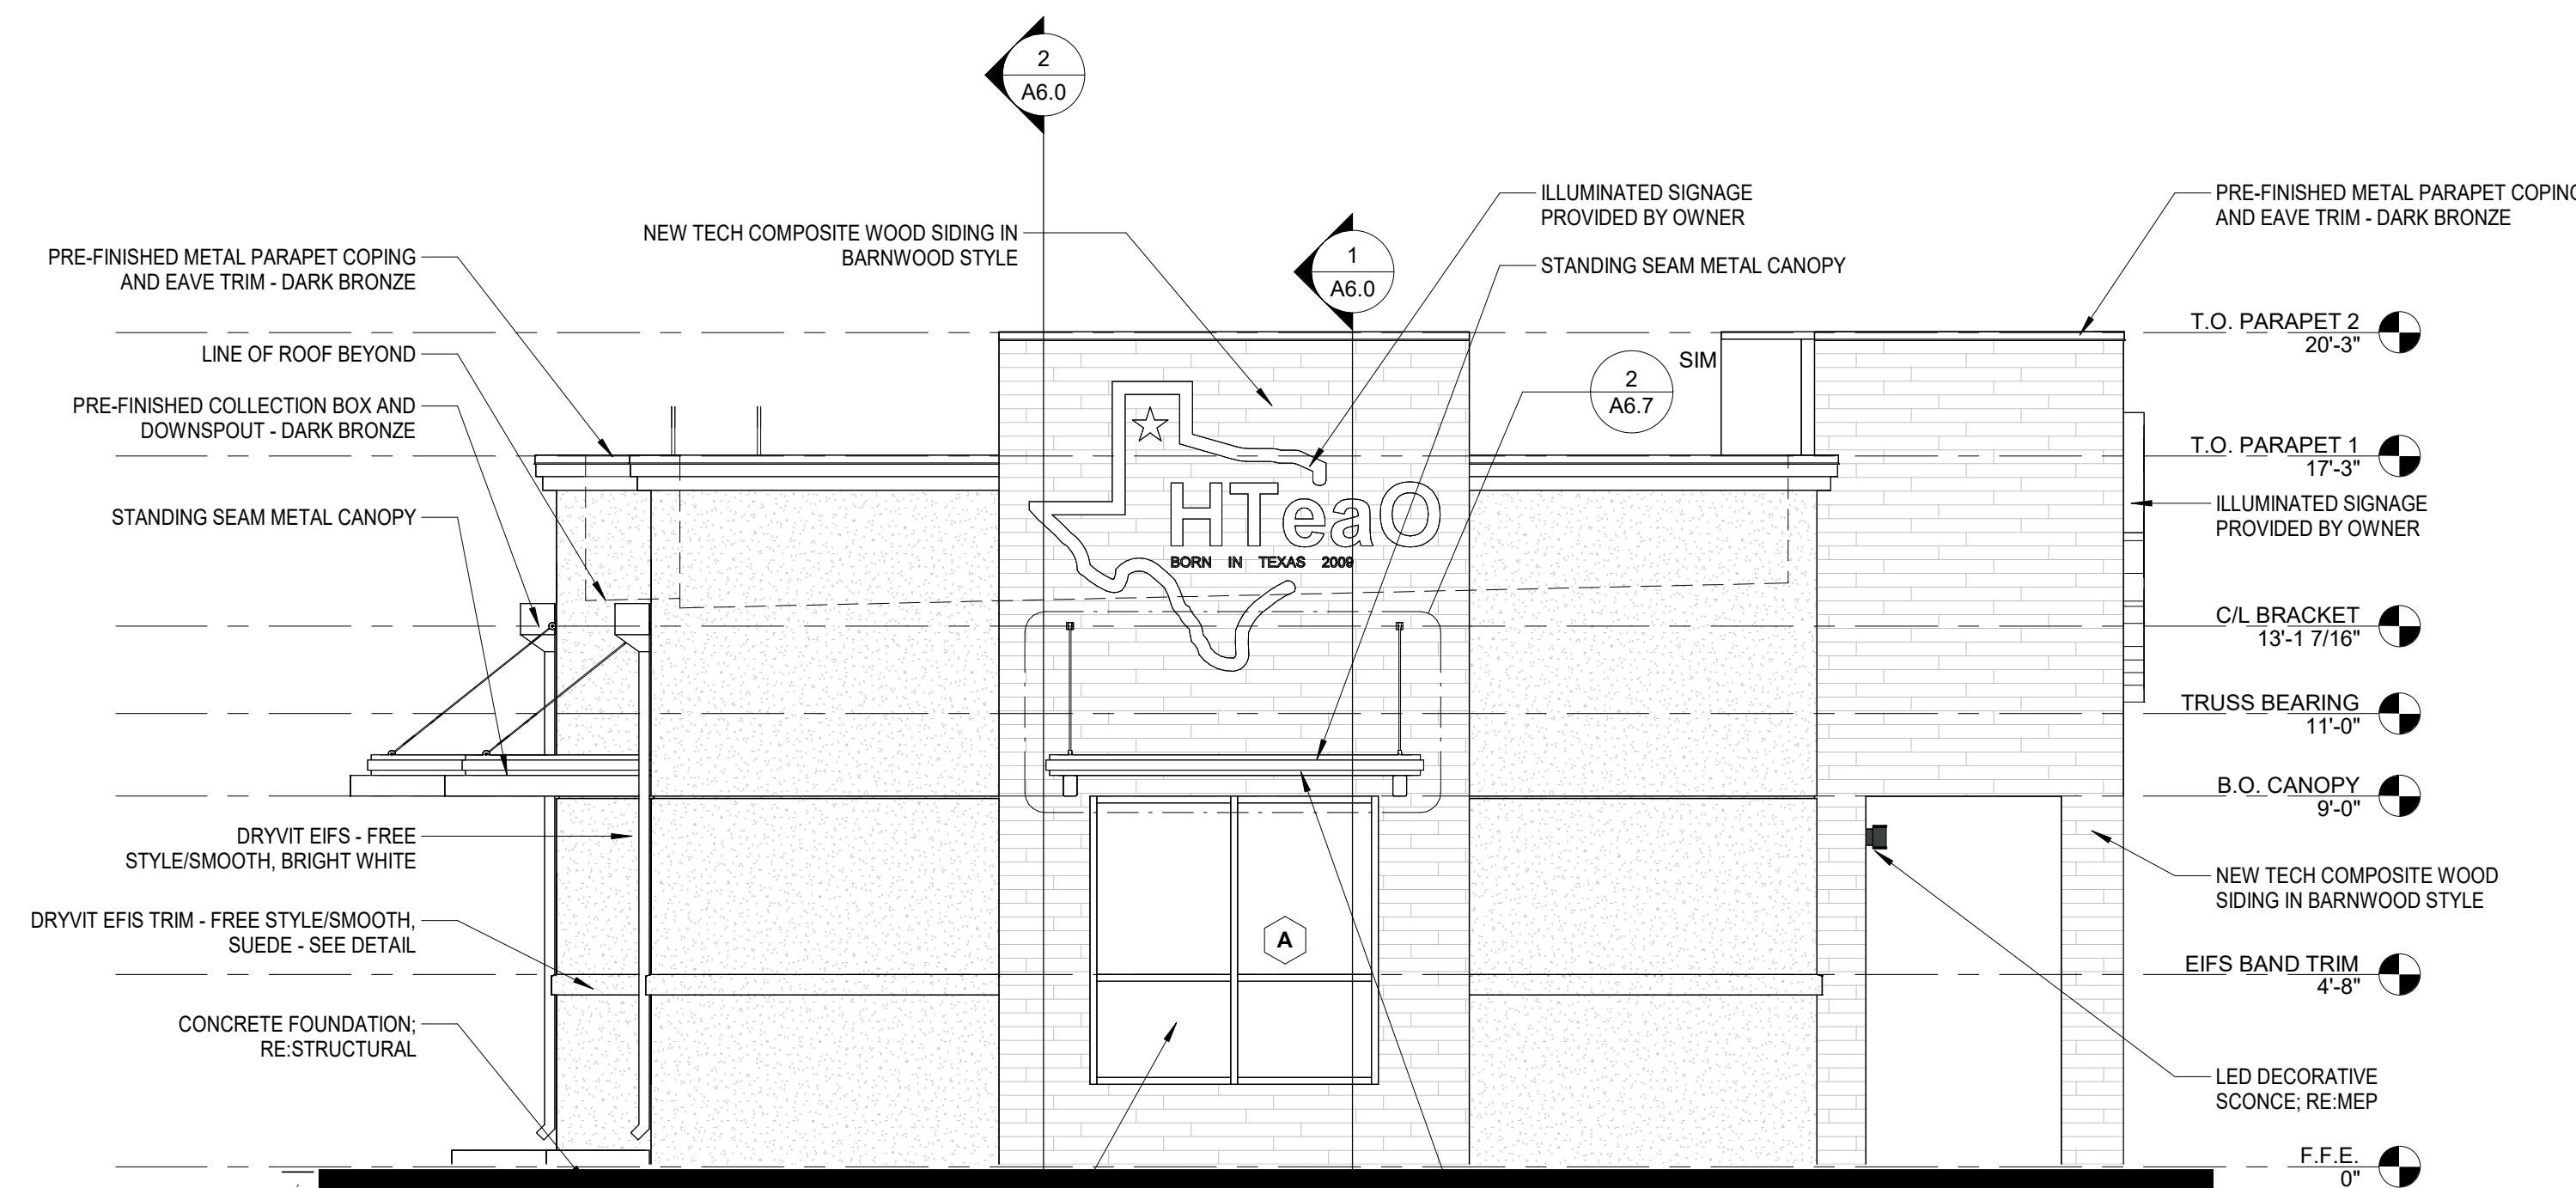 2
A6.0
ILLUMINATED SIGNAGE
PROVIDED BY OWNER
PRE-FINISHED METAL PARAPET COPING
AND EAVE TRIM - DARK BRONZE
NEW TECH COMPOSITE WOOD SIDING IN
BARNWOOD STYLE
PRE-FINISHED METAL PARAPET COPING
AND EAVE TRIM - DARK BRONZE
1
A6.0
STANDING SEAM METAL CANOPY
T.O. PARAPET 2
20'-3"
LINE OF ROOF BEYOND
SIM
2
A6.7
PRE-FINISHED COLLECTION BOX AND
DOWNSPOUT - DARK BRONZE
T.O. PARAPET 1
17'-3"
STANDING SEAM METAL CANOPY
HTeaO
BORN IN TEXAS 2009
ILLUMINATED SIGNAGE
PROVIDED BY OWNER
C/L BRACKET
13'-1 7/16"
TRUSS BEARING
11'-0"
B.O. CANOPY
9'-0"
DRYVIT EIFS - FREE
STYLE/SMOOTH, BRIGHT WHITE
NEW TECH COMPOSITE WOOD
SIDING IN BARNWOOD STYLE
DRYVIT EFIS TRIM - FREE STYLE/SMOOTH,
SUEDE - SEE DETAIL
A
EIFS BAND TRIM
4'-8"
CONCRETE FOUNDATION;
RE:STRUCTURAL
LED DECORATIVE
SCONCE; RE:MEP
F.F.E.
0"